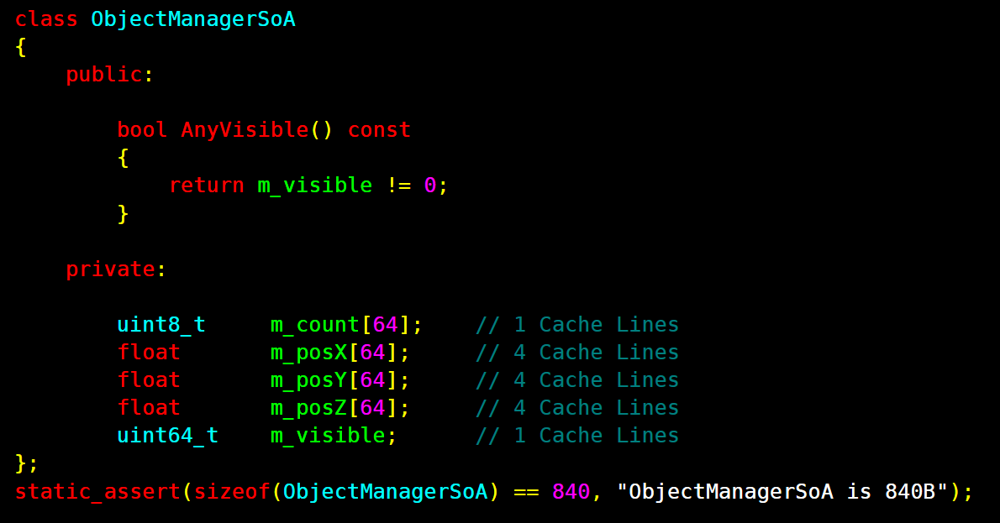 class ObjectManagerSoA
{
    public:

        bool AnyVisible() const
        {
            return m_visible != 0;
        }

    private:

        uint8_t     m_count[64];    // 1 Cache Lines
        float       m_posX[64];     // 4 Cache Lines
        float       m_posY[64];     // 4 Cache Lines
        float       m_posZ[64];     // 4 Cache Lines
        uint64_t    m_visible;      // 1 Cache Lines
};
static_assert(sizeof(ObjectManagerSoA) == 840, "ObjectManagerSoA is 840B");